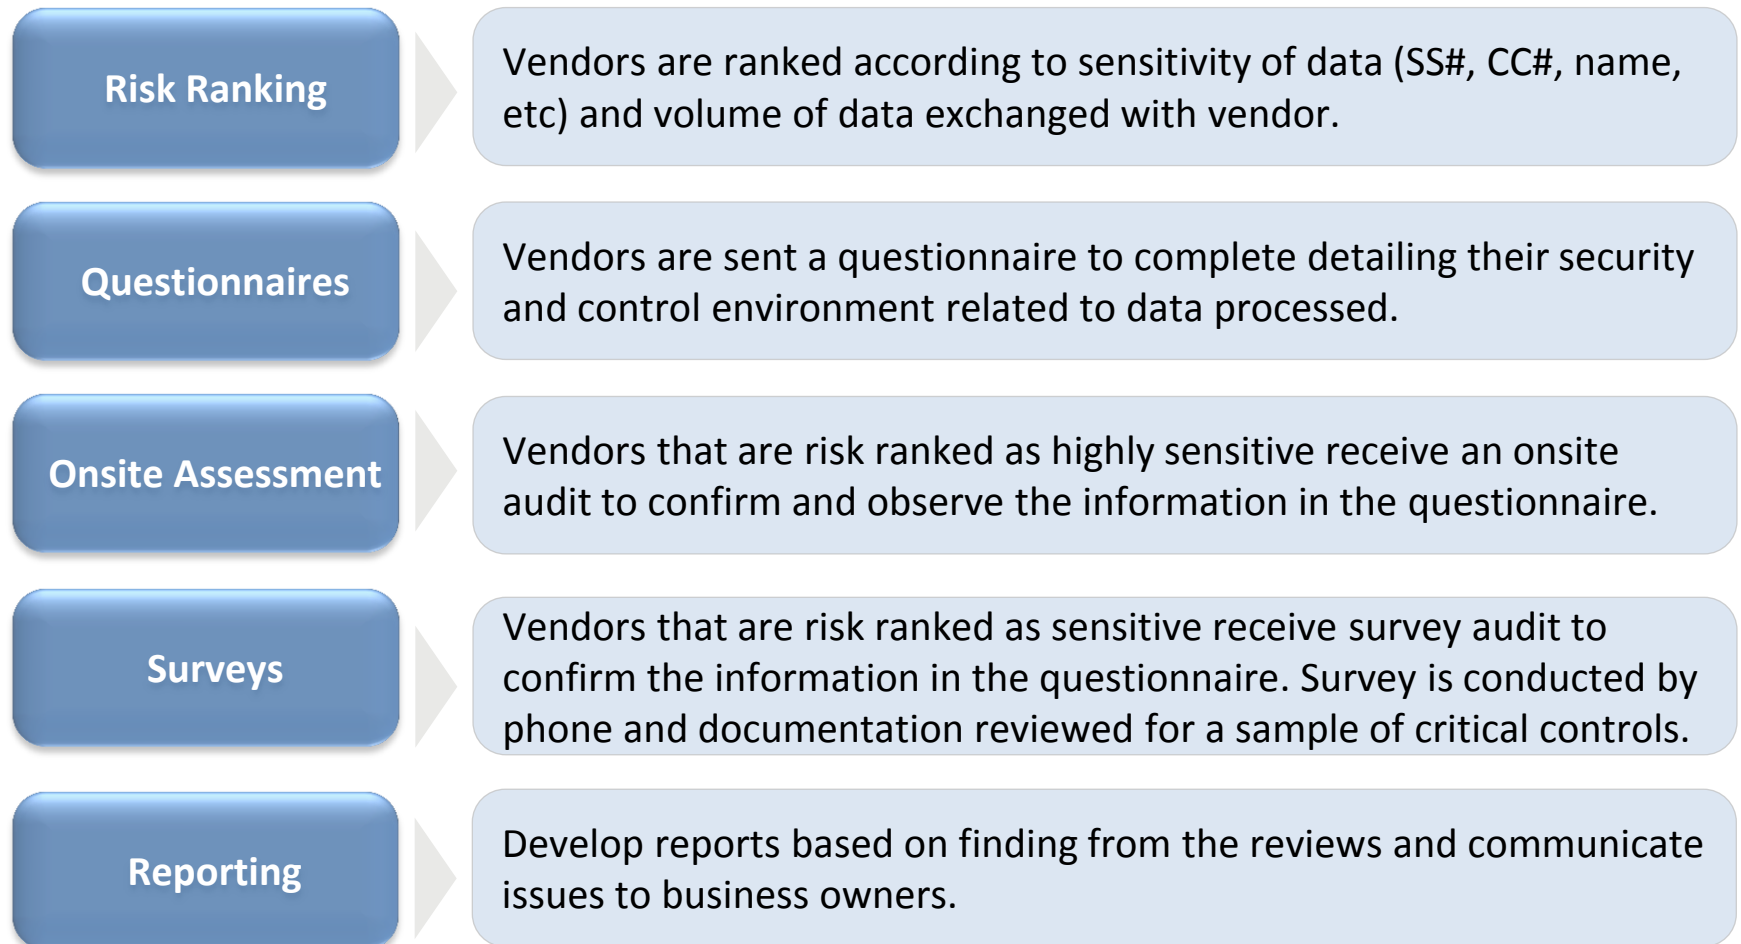 Risk Ranking
Vendors are ranked according to sensitivity of data (SS#, CC#, name,
etc) and volume of data exchanged with vendor.
Questionnaires
Vendors are sent a questionnaire to complete detailing their security
and control environment related to data processed.
Onsite Assessment
Vendors that are risk ranked as highly sensitive receive an onsite
audit to confirm and observe the information in the questionnaire.
Surveys
Vendors that are risk ranked as sensitive receive survey audit to
confirm the information in the questionnaire. Survey is conducted by
phone and documentation reviewed for a sample of critical controls.
Reporting
Develop reports based on finding from the reviews and communicate
issues to business owners.